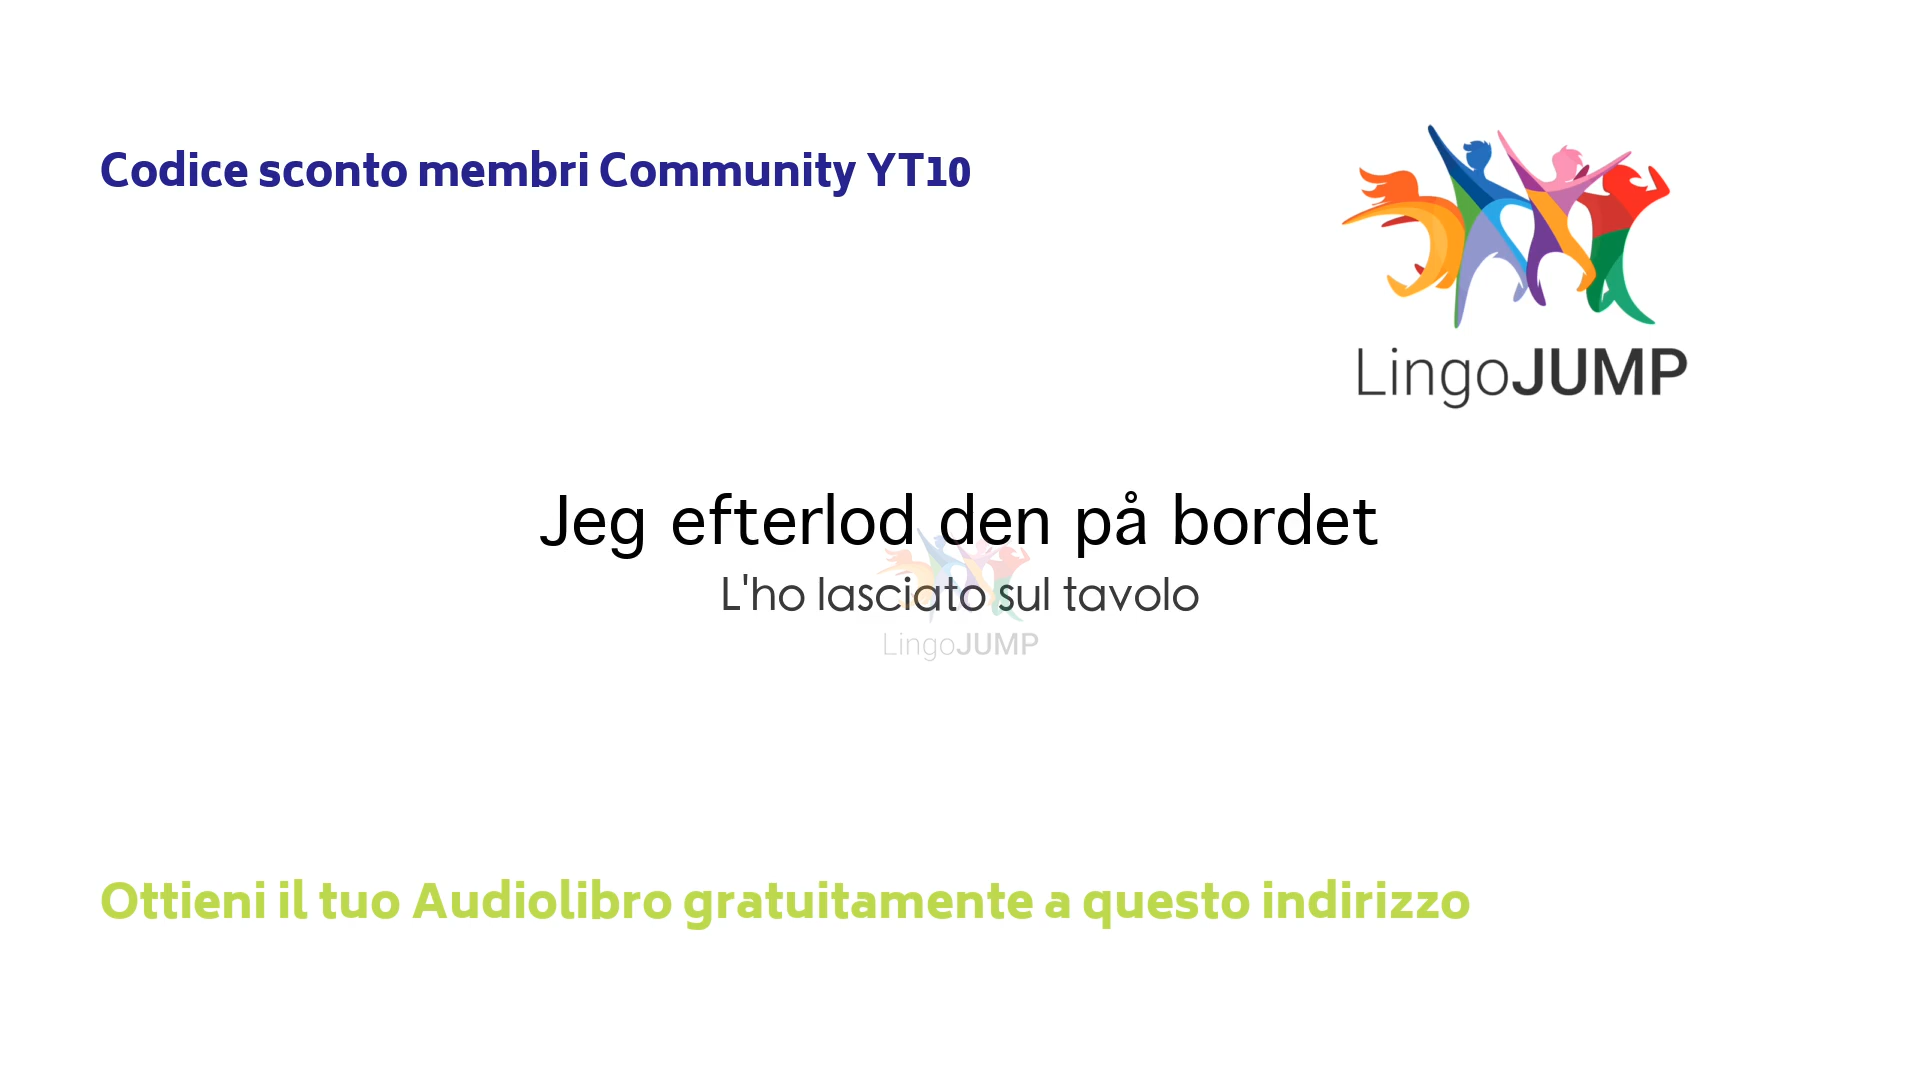 Codice sconto membri Community YT10
LingoJUMP
Jeg efterlod den på bordet
L'ho lasciato sul tavolo
LingoJUMP
Ottieni il tuo Audiolibro gratuitamente a questo indirizzo